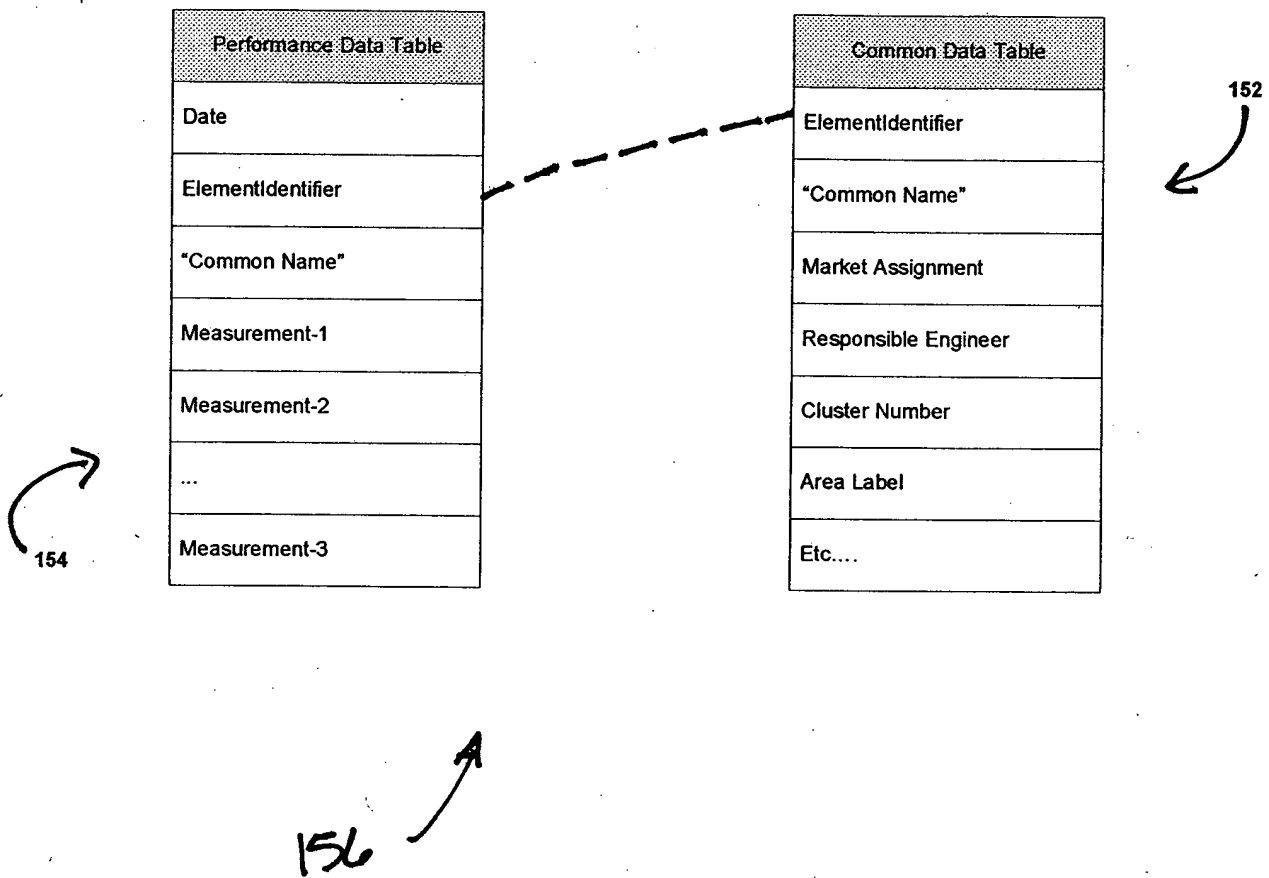 Performance Data Table
Date
ElementIdentifier
"Common Name"
Measurement-1
Measurement-2
...
Measurement-3
154
Common Data Table
ElementIdentifier
“Common Name”
Market Assignment
Responsible Engineer
Cluster Number
Area Label
Etc....
152
156